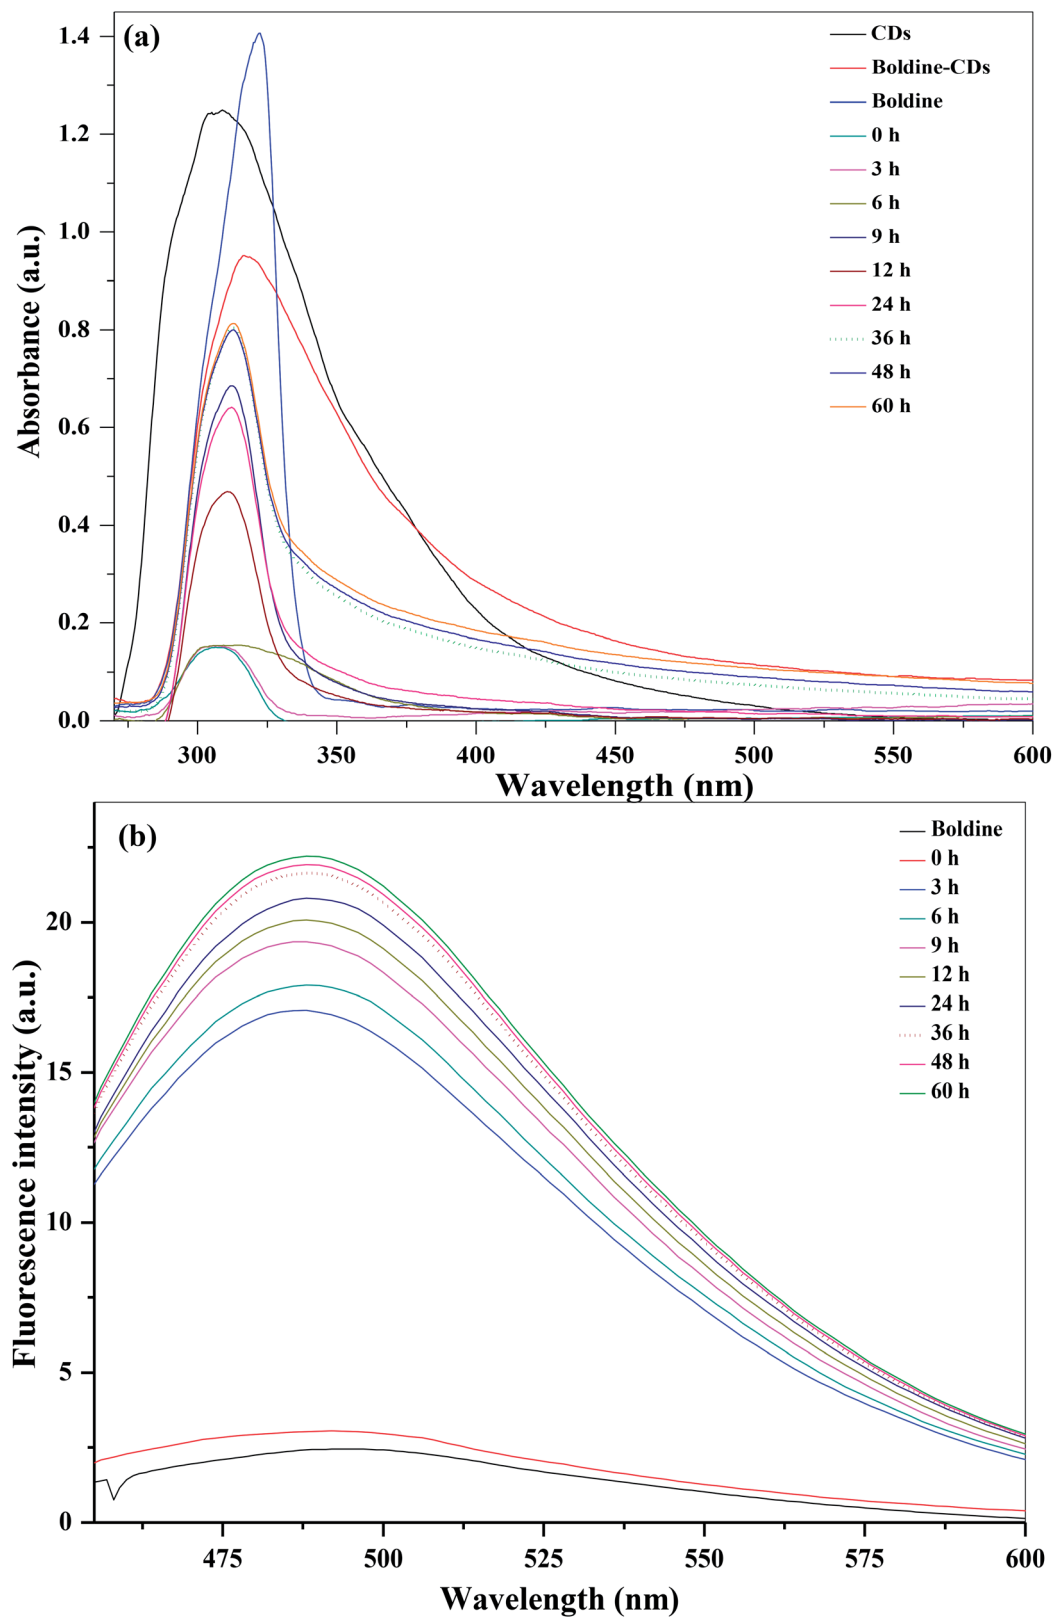 (a)
CDs
Boldine-CDs
Boldine
0 h
3 h
6 h
9 h
12 h
24 h
36 h
48 h
60 h
1.4
1.2
1.0
0.8
0.6
0.4
0.2
0.0
Absorbance (a.u.)
300 350 400 450 500 550 600
Wavelength (nm)
(b)
Boldine
0 h
3 h
6 h
9 h
12 h
24 h
36 h
48 h
60 h
20
15
10
5
0
Fluorescence intensity (a.u.)
475 500 525 550 575 600
Wavelength (nm)